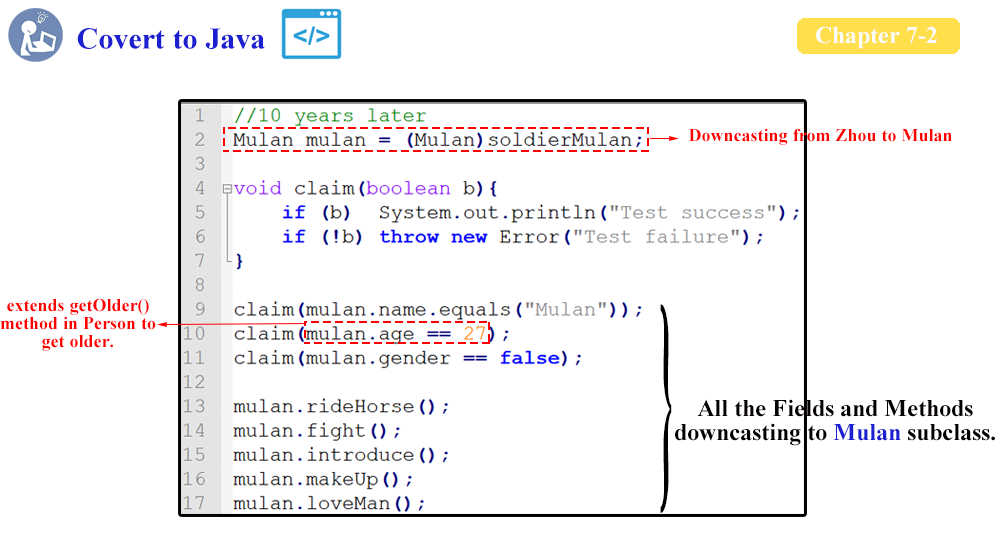 Covert to Java
</>
Chapter 7-2
1 //10 years later
2 Mulan mulan = (Mulan)soldierMulan;
Downcasting from Zhou to Mulan
3
4 void claim(boolean b){
5 if (b)  System.out.println("Test success");
6 if (!b) throw new Error("Test failure");
7 }
8
extends getOlder()
method in Person to
get older.
9 claim(mulan.name.equals("Mulan"));
10 claim(mulan.age == 27);
11 claim(mulan.gender == false);
12
13 mulan.rideHorse();
14 mulan.fight();
15 mulan.introduce();
16 mulan.makeUp();
17 mulan.loveMan();
All the Fields and Methods
downcasting to Mulan subclass.